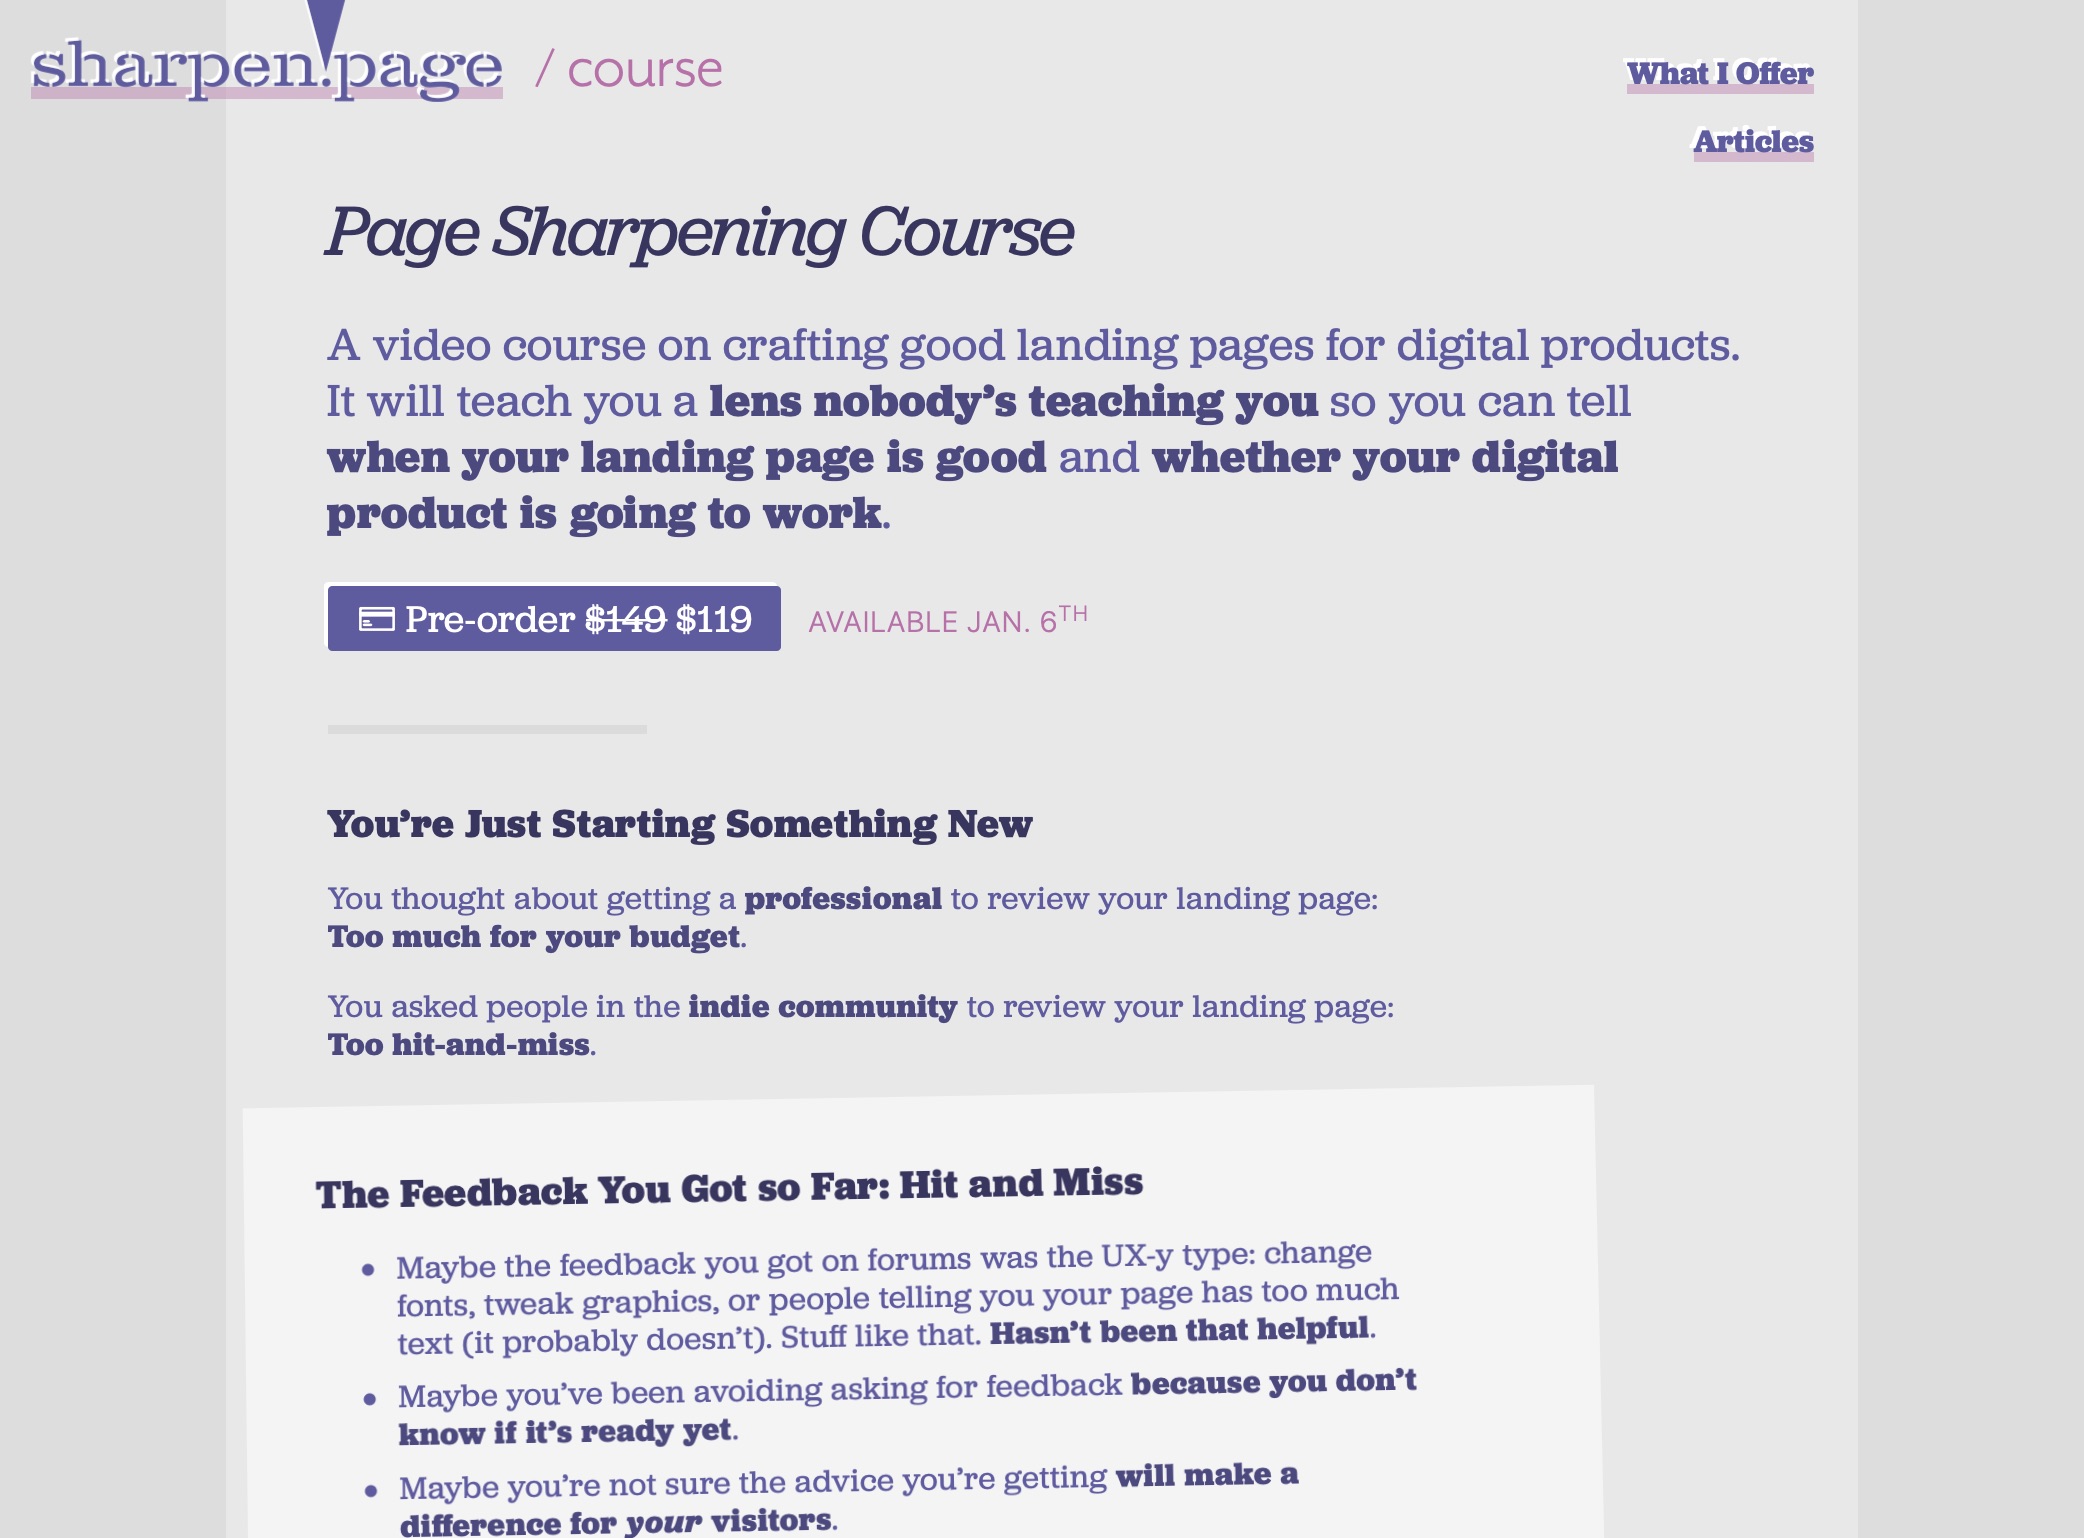 sharpen.page / course
What I Offer
Articles
Page Sharpening Course
A video course on crafting good landing pages for digital products.
It will teach you a lens nobody’s teaching you so you can tell
when your landing page is good and whether your digital
product is going to work.
Pre-order $149 $119 AVAILABLE JAN. 6TH
You’re Just Starting Something New
You thought about getting a professional to review your landing page:
Too much for your budget.
You asked people in the indie community to review your landing page:
Too hit-and-miss.
The Feedback You Got so Far: Hit and Miss
• Maybe the feedback you got on forums was the UX-y type: change
fonts, tweak graphics, or people telling you your page has too much
text (it probably doesn’t). Stuff like that. Hasn’t been that helpful.
• Maybe you’ve been avoiding asking for feedback because you don’t
know if it’s ready yet.
• Maybe you’re not sure the advice you’re getting will make a
difference for your visitors.